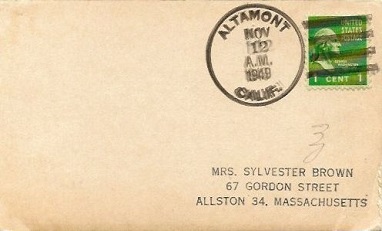 ALTAMONT
NOV
12
A.M.
1949
CALIF.
UNITED
STATES
POSTAGE
1 CENT 1
MRS. SYLVESTER BROWN
67 GORDON STREET
ALLSTON 34, MASSACHUSETTS